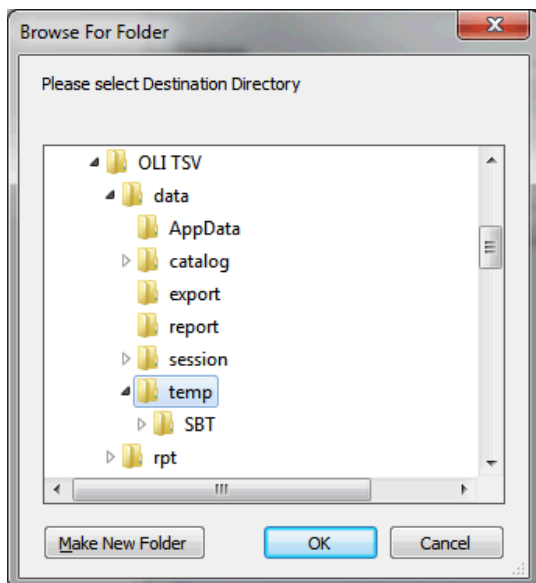 Browse For Folder
Please select Destination Directory
OLI TSV
data
AppData
catalog
export
report
session
temp
SBT
rpt
Make New Folder
OK
Cancel